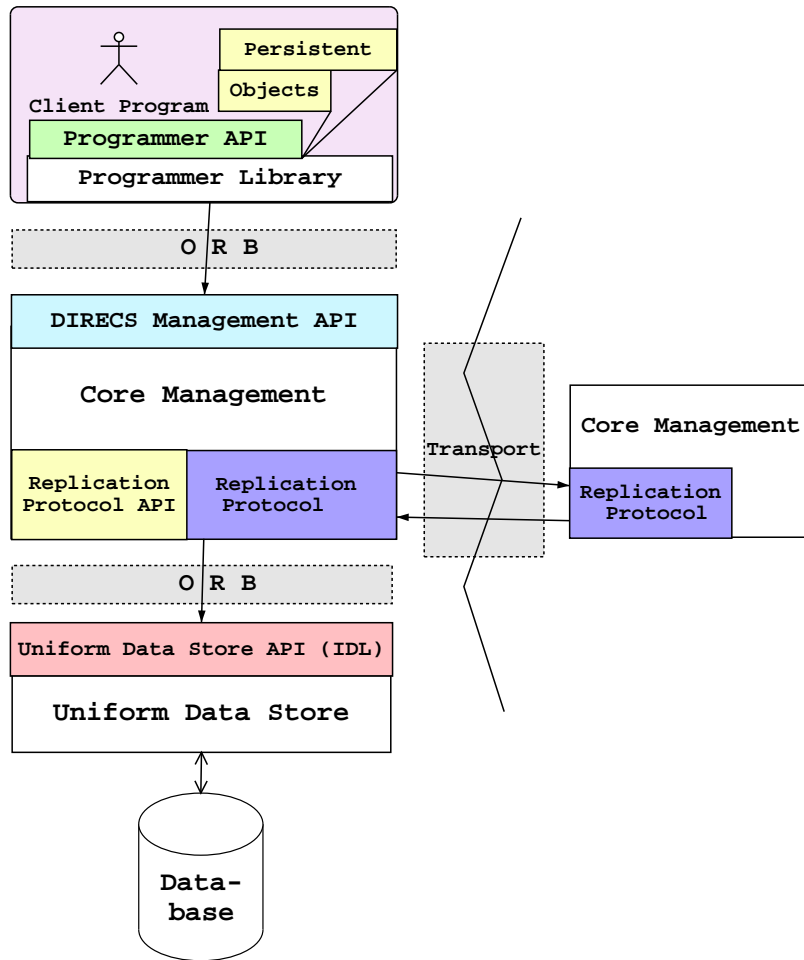 Persistent
Objects
Client Program
Programmer API
Programmer Library
O R B
DIRECS Management API
Core Management
Replication
Protocol API
Replication
Protocol
Transport
Core Management
Replication
Protocol
O R B
Uniform Data Store API (IDL)
Uniform Data Store
Data-
base